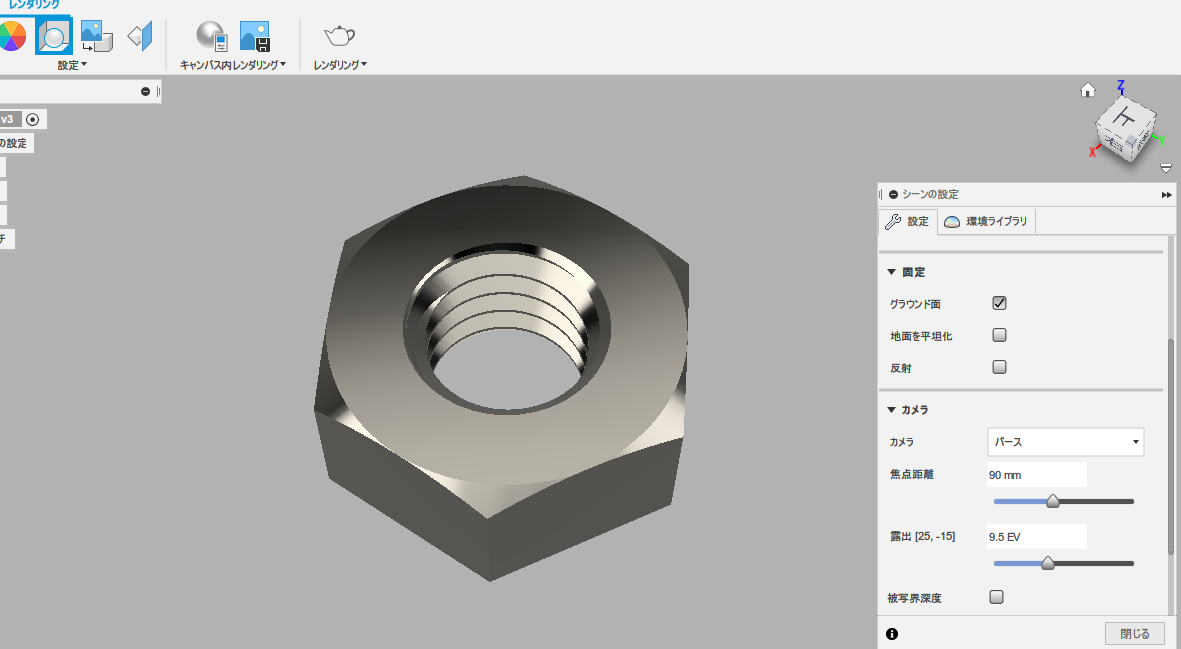 レンダリング
設定▼
キャンバス内レンダリング▼
レンダリング▼
v3
の設定
チ
Z
上
X
Y
シーンの設定
設定
環境ライブラリ
固定
グラウンド面
地面を平坦化
反射
カメラ
カメラ
パース
焦点距離
90 mm
露出 [25, -15]
9.5 EV
被写界深度
閉じる